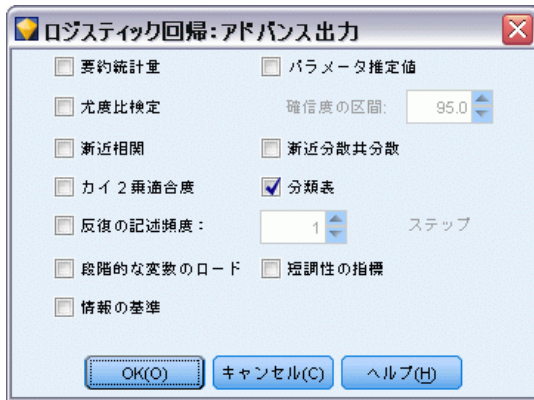 ロジスティック回帰:アドバンス出力
要約統計量
パラメータ推定値
尤度比検定
確信度の区間:
95.0
漸近相関
漸近分散共分散
カイ2乗適合度
分類表
反復の記述頻度:
1
ステップ
段階的な変数のロード
短調性の指標
情報の基準
OK(O)
キャンセル(C)
ヘルプ(H)